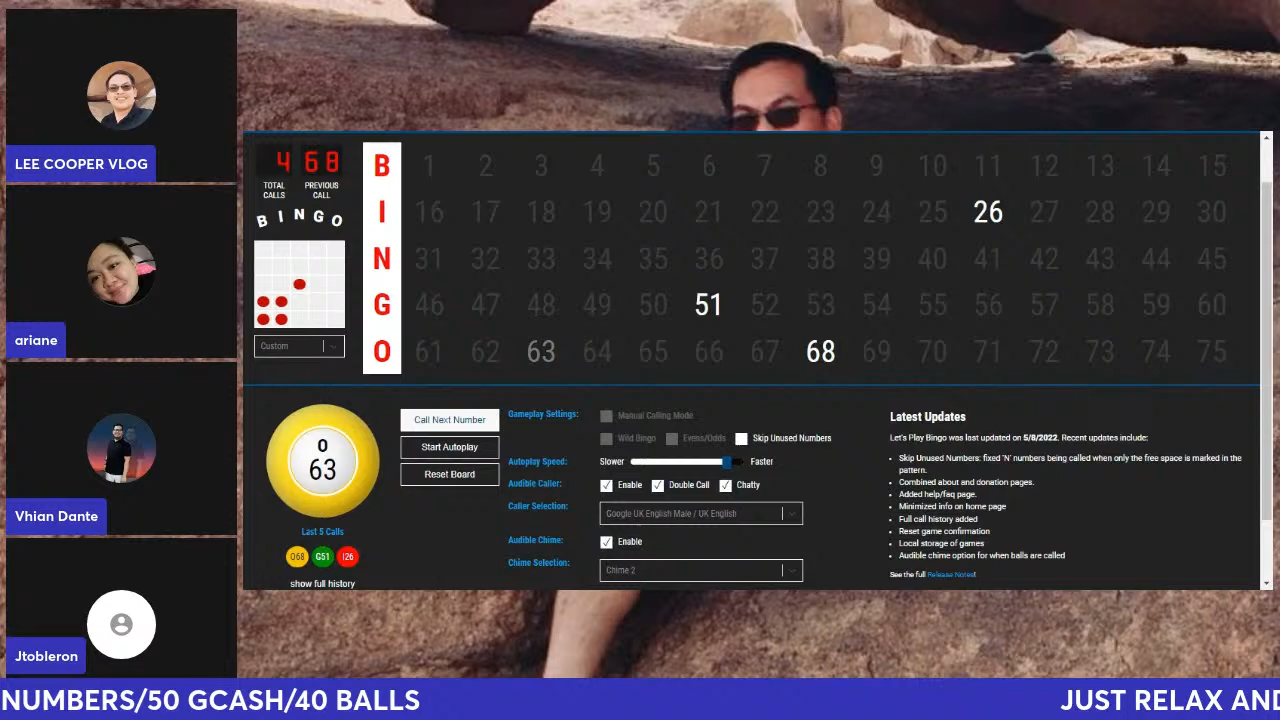 LEE COOPER VLOG
ariane
Vhian Dante
Jtobleron
4 68
TOTAL CALLS PREVIOUS CALL
BINGO
Custom
B 1 2 3 4 5 6 7 8 9 10 11 12 13 14 15
I 16 17 18 19 20 21 22 23 24 25 26 27 28 29 30
N 31 32 33 34 35 36 37 38 39 40 41 42 43 44 45
G 46 47 48 49 50 51 52 53 54 55 56 57 58 59 60
O 61 62 63 64 65 66 67 68 69 70 71 72 73 74 75
O
63
Last 5 Calls
O68 G51 I26
show full history
Call Next Number
Start Autoplay
Reset Board
Gameplay Settings: Manual Calling Mode
Wild Bingo Evens/Odds Skip Unused Numbers
Autoplay Speed: Slower Faster
Audible Caller: Enable Double Call Chatty
Caller Selection: Google UK English Male / UK English
Audible Chime: Enable
Chime Selection: Chime 2
Latest Updates
Let's Play Bingo was last updated on 5/8/2022. Recent updates include:
Skip Unused Numbers: fixed 'N' numbers being called when only the free space is marked in the
pattern.
Combined about and donation pages.
Added help/faq page.
Minimized info on home page
Full call history added
Reset game confirmation
Local storage of games
Audible chime option for when balls are called
See the full Release Notes!
NUMBERS/50 GCASH/40 BALLS JUST RELAX AND